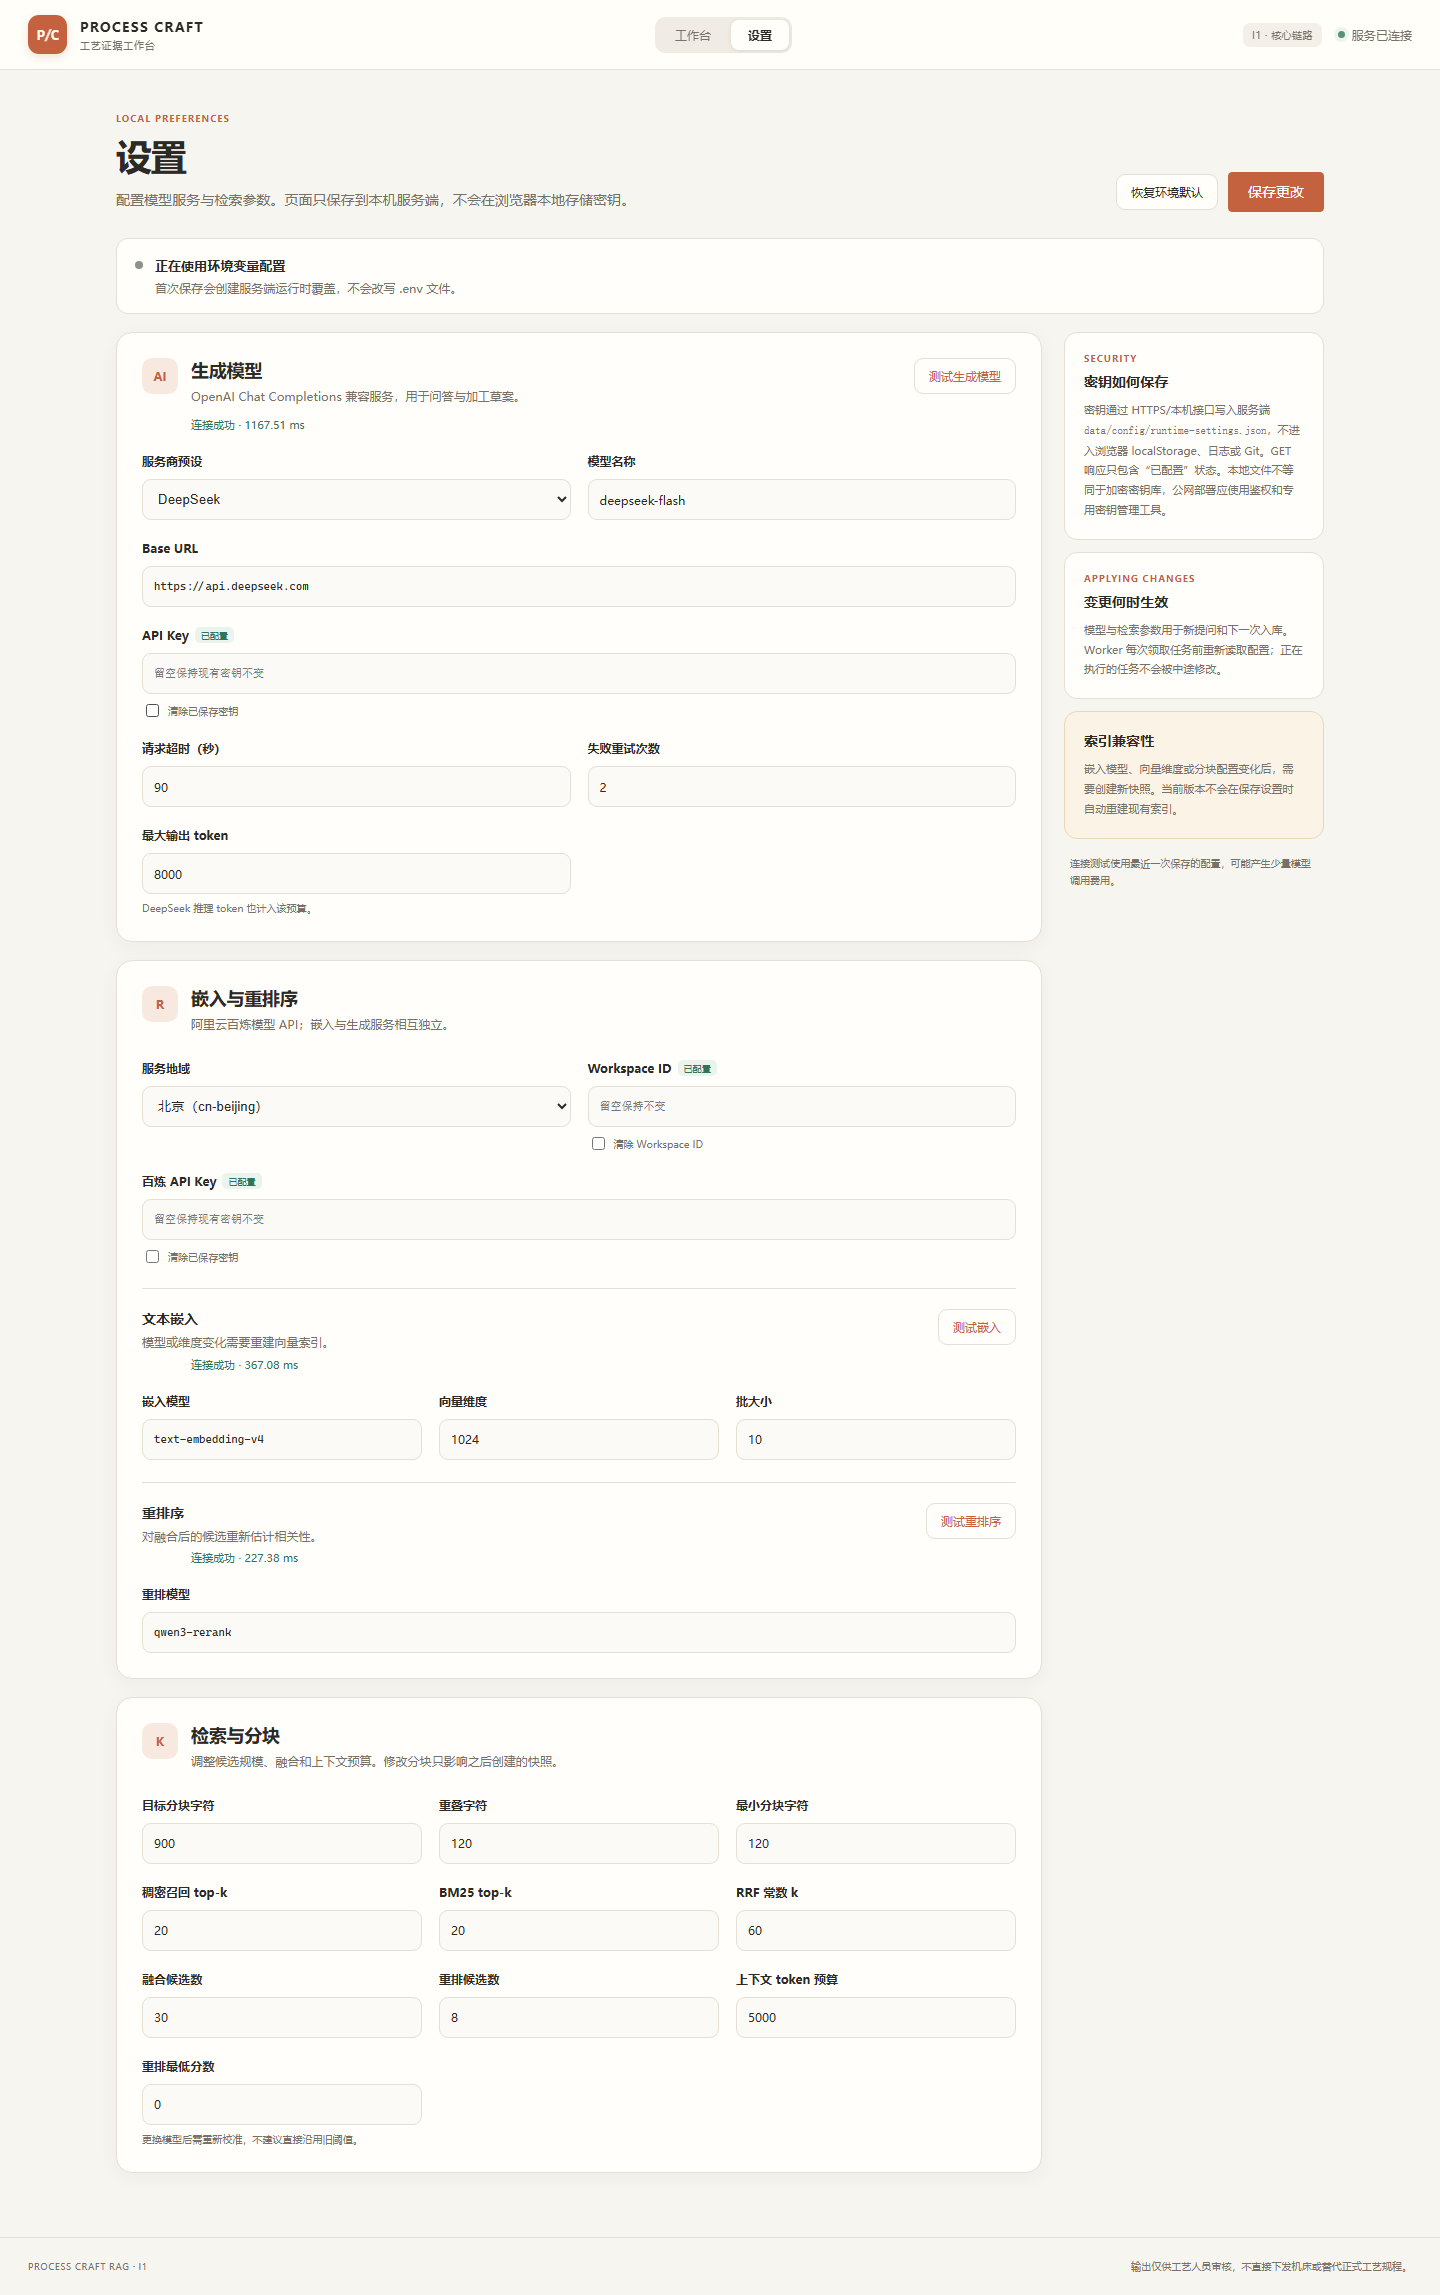 P/C
PROCESS CRAFT
工艺证据工作台
工作台
设置
I1 · 核心链路
服务已连接
LOCAL PREFERENCES
设置
配置模型服务与检索参数。页面只保存到本机服务端，不会在浏览器本地存储密钥。
恢复环境默认
保存更改
正在使用环境变量配置
首次保存会创建服务端运行时覆盖，不会改写 .env 文件。
AI
生成模型
OpenAI Chat Completions 兼容服务，用于问答与加工草案。
连接成功 · 1167.51 ms
测试生成模型
服务商预设
模型名称
DeepSeek
deepseek-flash
Base URL
https://api.deepseek.com
API Key
已配置
留空保持现有密钥不变
清除已保存密钥
请求超时（秒）
失败重试次数
90
2
最大输出 token
8000
DeepSeek 推理 token 也计入该预算。
SECURITY
密钥如何保存
密钥通过 HTTPS/本机接口写入服务端
data/config/runtime-settings.json，不进
入浏览器 localStorage、日志或 Git。GET
响应只包含“已配置”状态。本地文件不等
同于加密密钥库，公网部署应使用鉴权和专
用密钥管理工具。
APPLYING CHANGES
变更何时生效
模型与检索参数用于新提问和下一次入库。
Worker 每次领取任务前重新读取配置；正在
执行的任务不会被中途修改。
索引兼容性
嵌入模型、向量维度或分块配置变化后，需
要创建新快照。当前版本不会在保存设置时
自动重建现有索引。
连接测试使用最近一次保存的配置，可能产生少量模型
调用费用。
R
嵌入与重排序
阿里云百炼模型 API；嵌入与生成服务相互独立。
服务地域
Workspace ID
已配置
北京（cn-beijing）
留空保持不变
清除 Workspace ID
百炼 API Key
已配置
留空保持现有密钥不变
清除已保存密钥
文本嵌入
模型或维度变化需要重建向量索引。
连接成功 · 367.08 ms
测试嵌入
嵌入模型
向量维度
批大小
text-embedding-v4
1024
10
重排序
对融合后的候选重新估计相关性。
连接成功 · 227.38 ms
测试重排序
重排模型
qwen3-rerank
K
检索与分块
调整候选规模、融合和上下文预算。修改分块只影响之后创建的快照。
目标分块字符
重叠字符
最小分块字符
900
120
120
稠密召回 top-k
BM25 top-k
RRF 常数 k
20
20
60
融合候选数
重排候选数
上下文 token 预算
30
8
5000
重排最低分数
0
更换模型后需重新校准，不建议直接沿用旧阈值。
PROCESS CRAFT RAG · I1
输出仅供工艺人员审核，不直接下发机床或替代正式工艺规程。